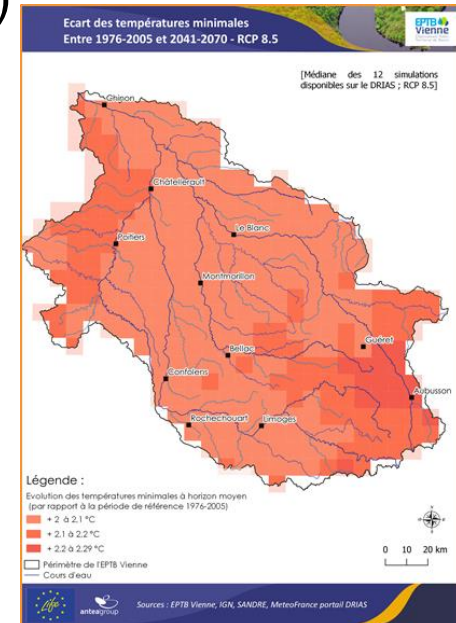 )
Ecart des températures minimales
Entre 1976-2005 et 2041-2070 - RCP 8.5
EPTB
Vienne
[Médiane des 12 simulations
disponibles sur le DRIAS ; RCP 8.5]
Chinon
Châtellerault
Le Blanc
Poitiers
Montmorillon
Guéret
Bellac
Confolens
Aubusson
Rochechouart
Limoges
Légende :
Evolution des températures minimales à horizon moyen
(par rapport à la période de référence 1976-2005)
+ 2 à 2,1 °C
+ 2,1 à 2,2 °C
+ 2,2 à 2,29 °C
Périmètre de l'EPTB Vienne
Cours d'eau
0 10 20 km
Life
anteagroup
Sources : EPTB Vienne, IGN, SANDRE, MeteoFrance portail DRIAS